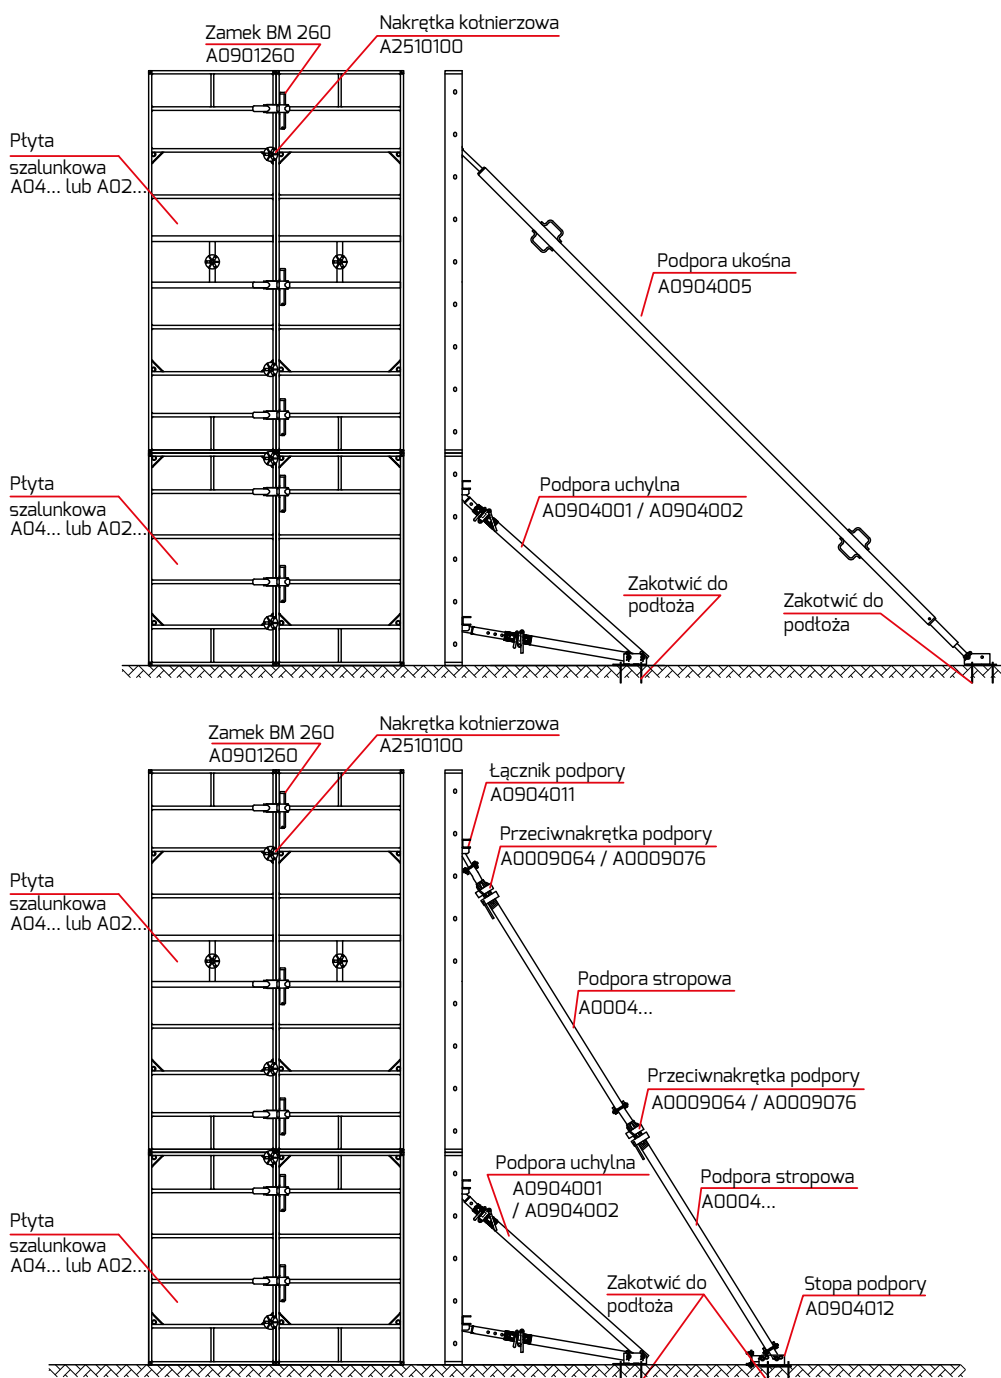 Zamek BM 260
A0901260
Nakrętka kołnierzowa
A2510100
Płyta
szalunkowa
A04... lub A02...
Podpora ukośna
A0904005
Płyta
szalunkowa
A04... lub A02...
Podpora uchylna
A0904001 / A0904002
Zakotwić do
podłoża
Zakotwić do
podłoża
Zamek BM 260
A0901260
Nakrętka kołnierzowa
A2510100
Łącznik podpory
A0904011
Przeciwnakrętka podpory
A0009064 / A0009076
Płyta
szalunkowa
A04... lub A02...
Podpora stropowa
A0004...
Przeciwnakrętka podpory
A0009064 / A0009076
Podpora uchylna
A0904001
/ A0904002
Podpora stropowa
A0004...
Płyta
szalunkowa
A04... lub A02...
Zakotwić do
podłoża
Stopa podpory
A0904012